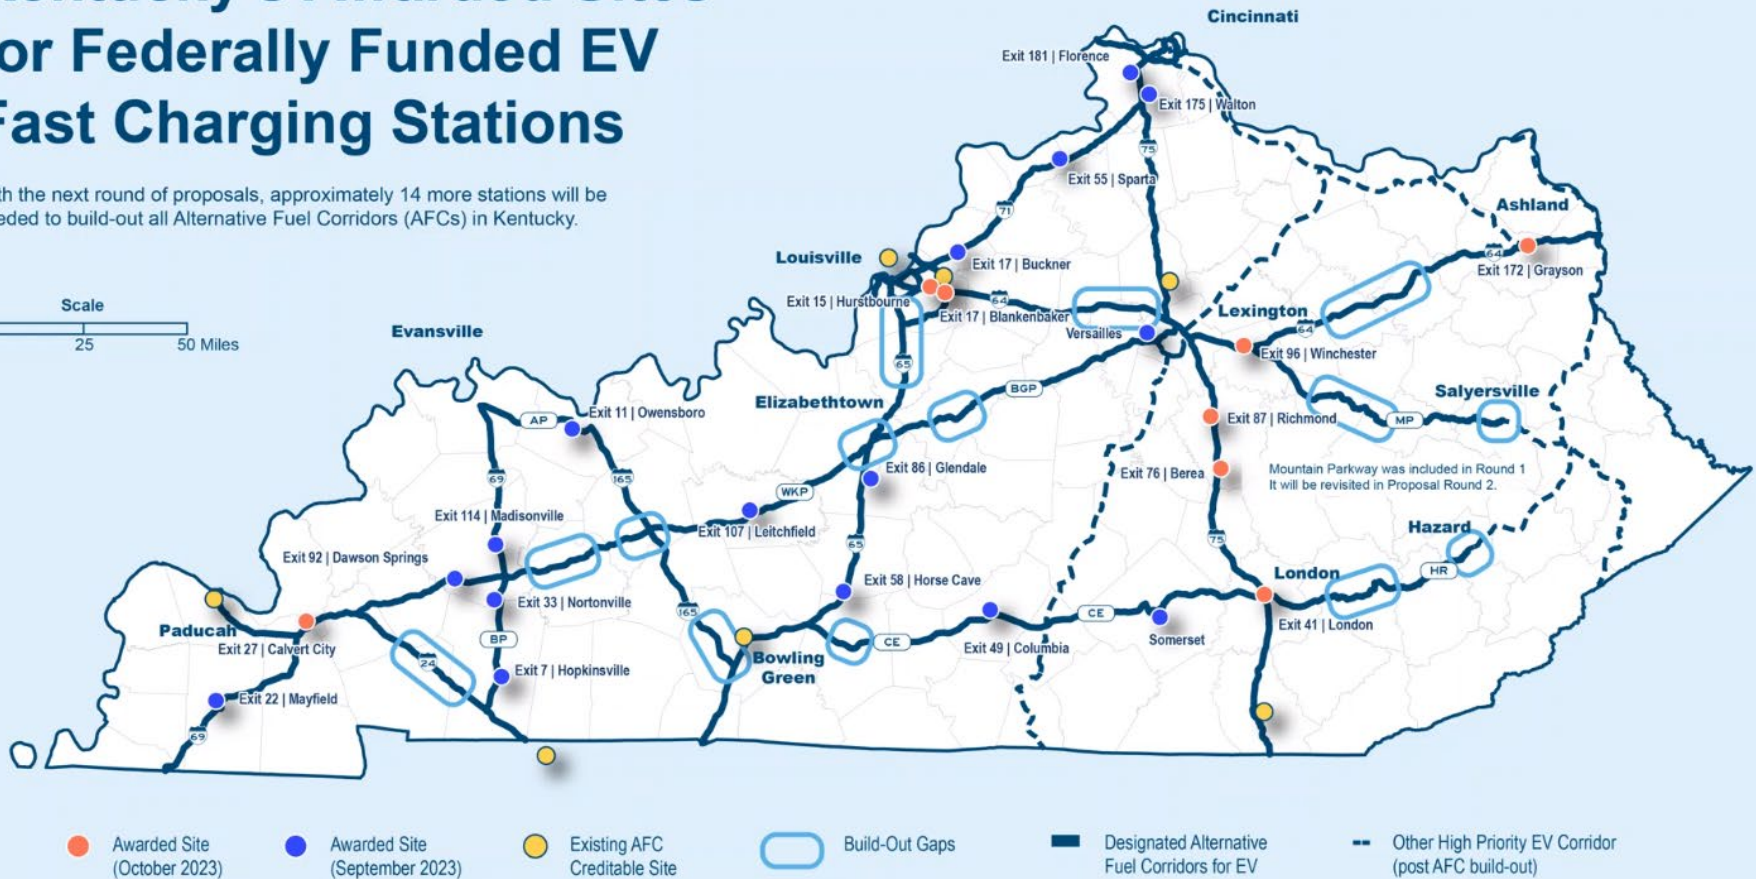 or Federally Funded EV
Fast Charging Stations
th the next round of proposals, approximately 14 more stations will be
eded to build-out all Alternative Fuel Corridors (AFCs) in Kentucky.
Scale
25
50 Miles
Cincinnati
Exit 181 | Florence
Exit 175 | Walton
75
Exit 55 | Sparta
71
Ashland
Louisville
Exit 17 | Buckner
64
Exit 172 | Grayson
Exit 15 | Hurstbourne
64
Exit 17 | Blankenbaker
Lexington
Versailles
64
Exit 96 | Winchester
Evansville
65
BGP
Salyersville
Elizabethtown
Exit 11 | Owensboro
AP
Exit 87 | Richmond
MP
Exit 86 | Glendale
Exit 76 | Berea
Mountain Parkway was included in Round 1
It will be revisited in Proposal Round 2.
69
165
WKP
Exit 114 | Madisonville
Exit 107 | Leitchfield
Hazard
65
75
Exit 92 | Dawson Springs
HR
London
Exit 58 | Horse Cave
Exit 33 | Nortonville
165
CE
Exit 41 | London
Paducah
Exit 27 | Calvert City
BP
CE
Exit 49 | Columbia
Somerset
24
Bowling
Green
Exit 7 | Hopkinsville
Exit 22 | Mayfield
69
Awarded Site
(October 2023)
Awarded Site
(September 2023)
Existing AFC
Creditable Site
Build-Out Gaps
Designated Alternative
Fuel Corridors for EV
Other High Priority EV Corridor
(post AFC build-out)